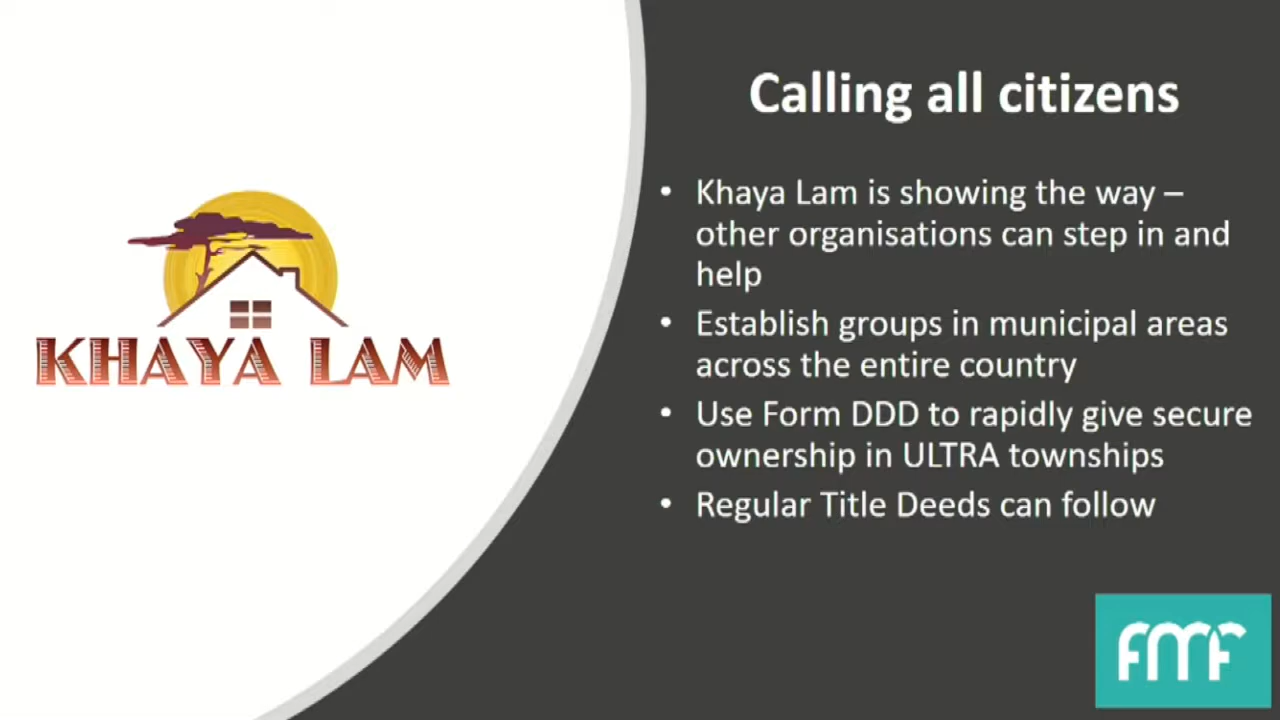 KHAYA LAM
Calling all citizens
• Khaya Lam is showing the way –
other organisations can step in and
help
• Establish groups in municipal areas
across the entire country
• Use Form DDD to rapidly give secure
ownership in ULTRA townships
• Regular Title Deeds can follow
FMF